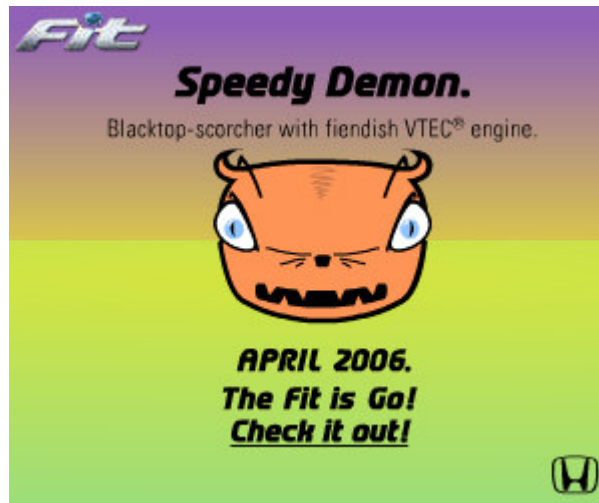 Fit
Speedy Demon.
Blacktop-scorcher with fiendish VTEC® engine.
APRIL 2006.
The Fit is Go!
Check it out!